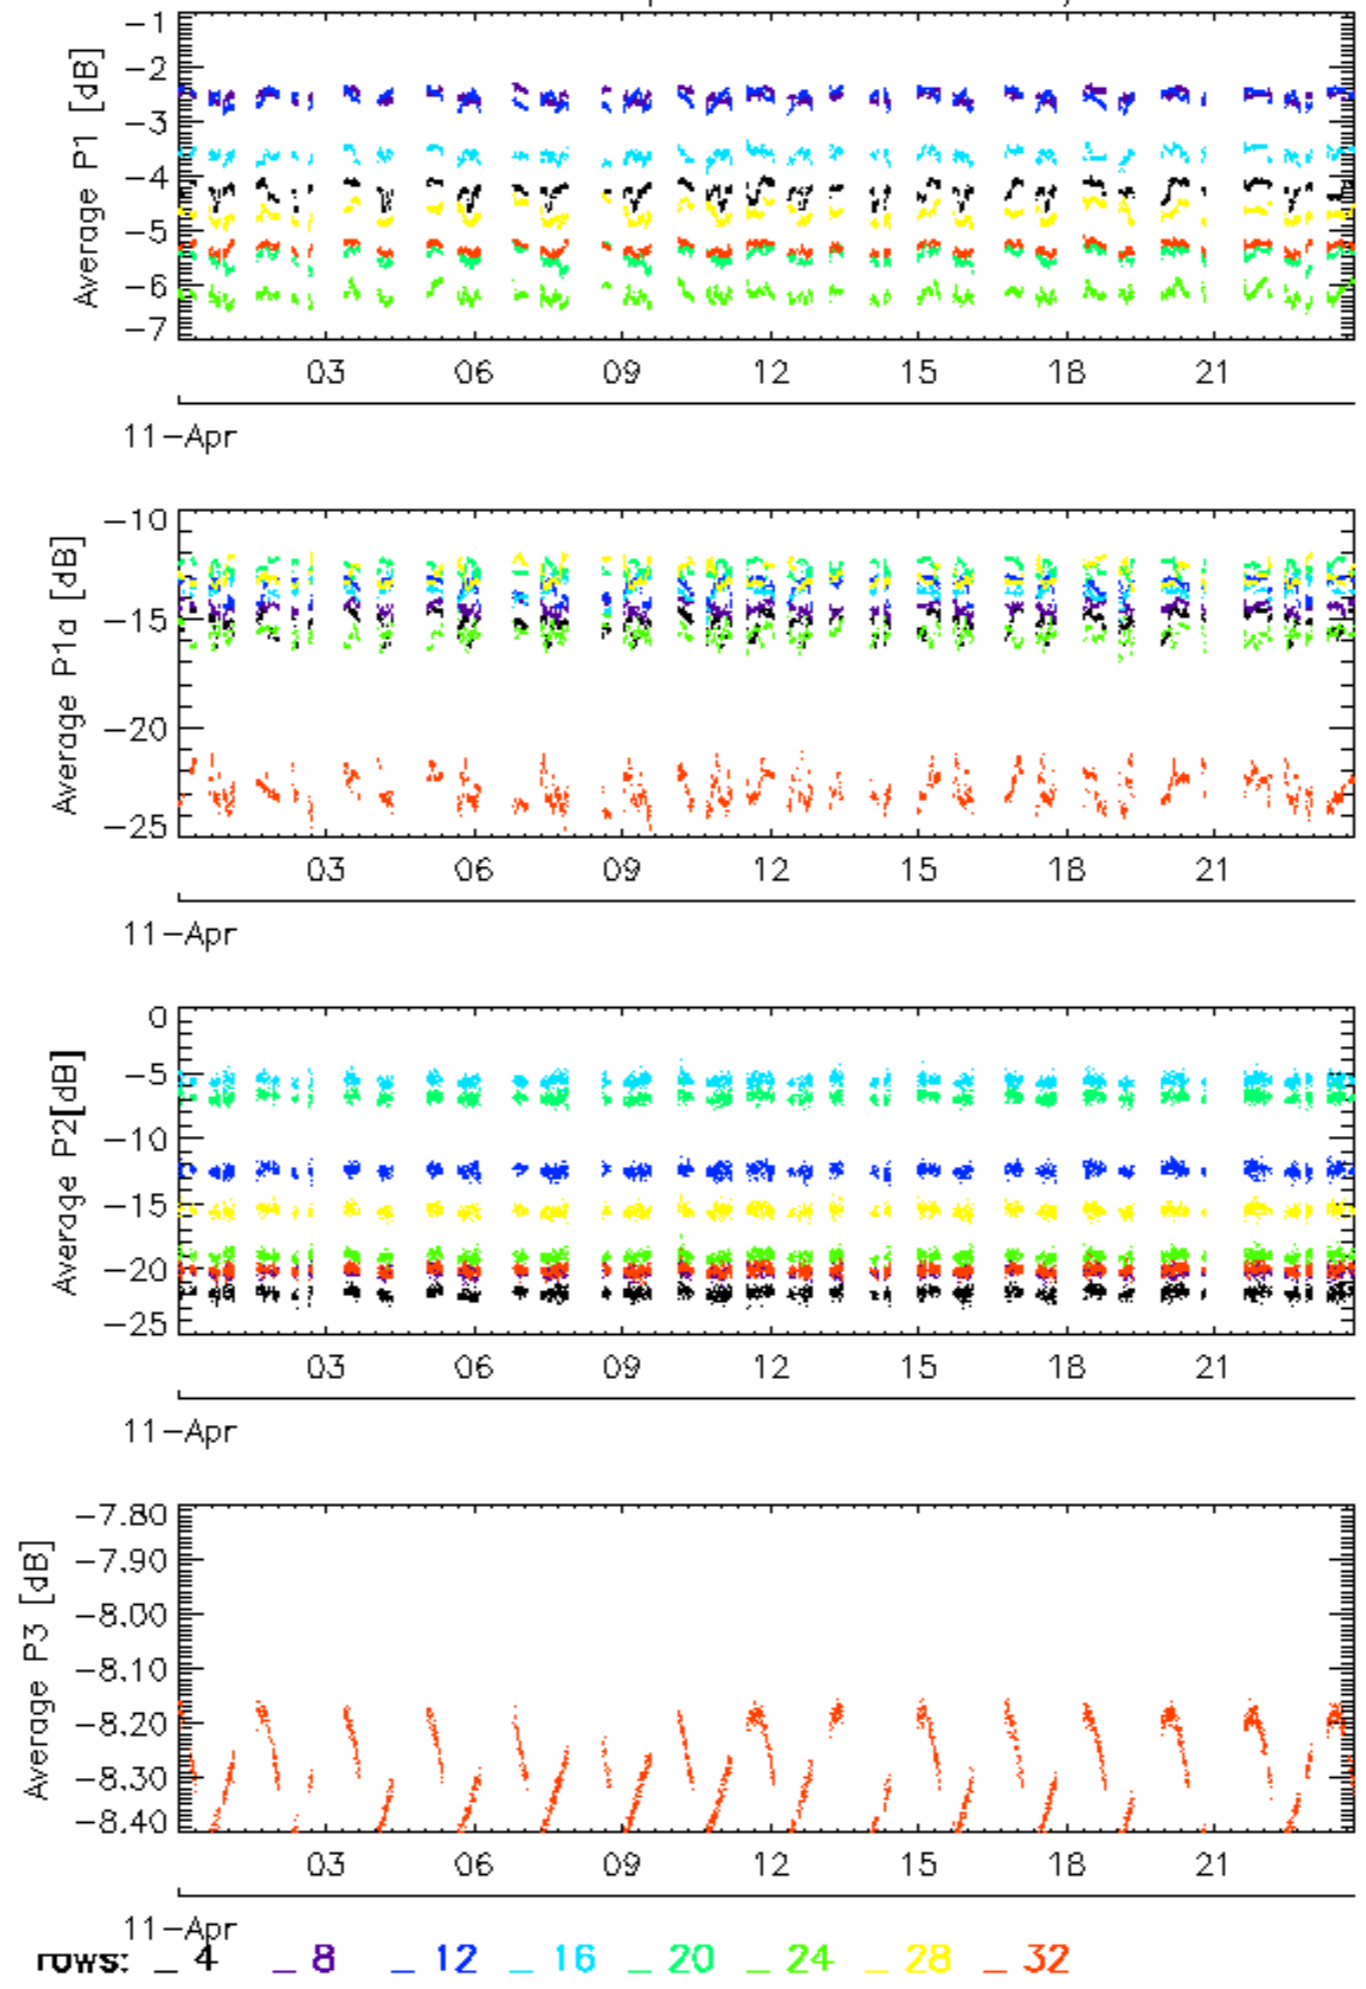 -1
-2
-3
-4
-5
-6
-7
Average P1 [dB]
03 06 09 12 15 18 21
11-Apr
-10
-15
-20
-25
Average P1a [dB]
03 06 09 12 15 18 21
11-Apr
0
-5
-10
-15
-20
-25
Average P2[dB]
03 06 09 12 15 18 21
11-Apr
-7.80
-7.90
-8.00
-8.10
-8.20
-8.30
-8.40
Average P3 [dB]
03 06 09 12 15 18 21
11-Apr
rows: _ 4 _ 8 _ 12 _ 16 _ 20 _ 24 _ 28 _ 32